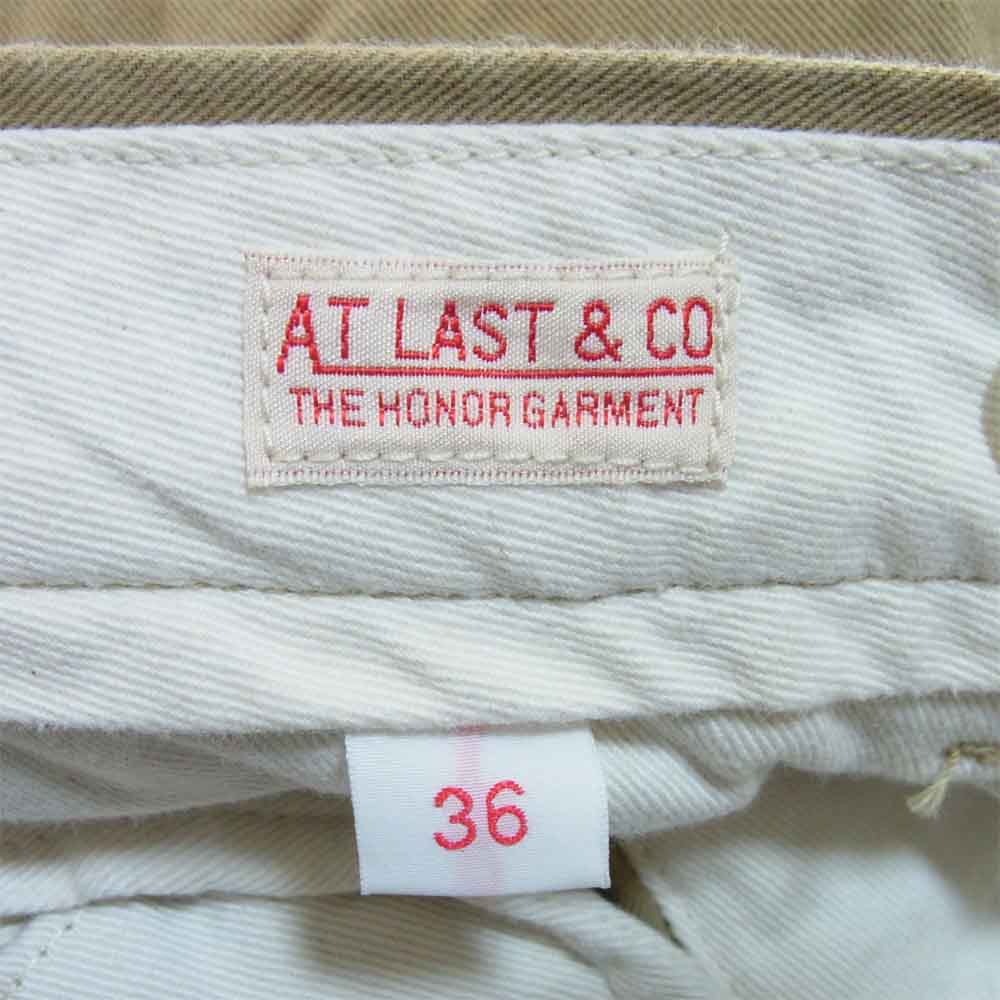 AT LAST & CO
THE HONOR GARMENT
36